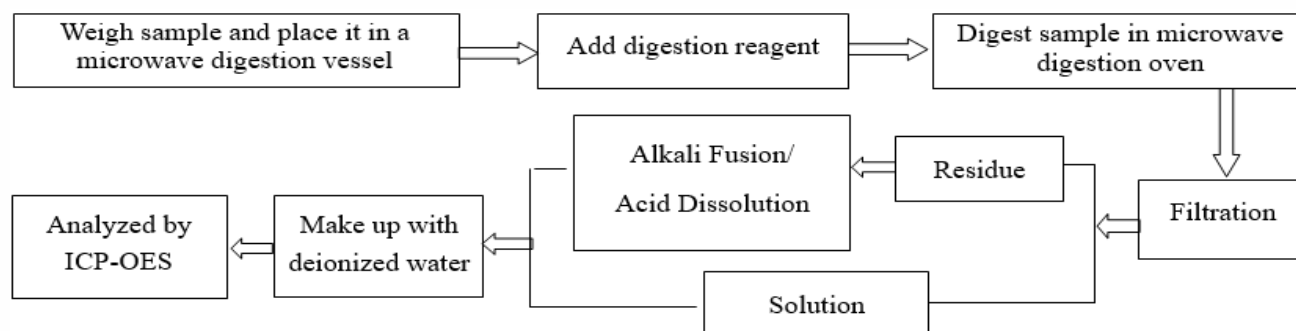 Weigh sample and place it in a
microwave digestion vessel
Add digestion reagent
Digest sample in microwave
digestion oven
Filtration
Residue
Alkali Fusion/
Acid Dissolution
Solution
Make up with
deionized water
Analyzed by
ICP-OES